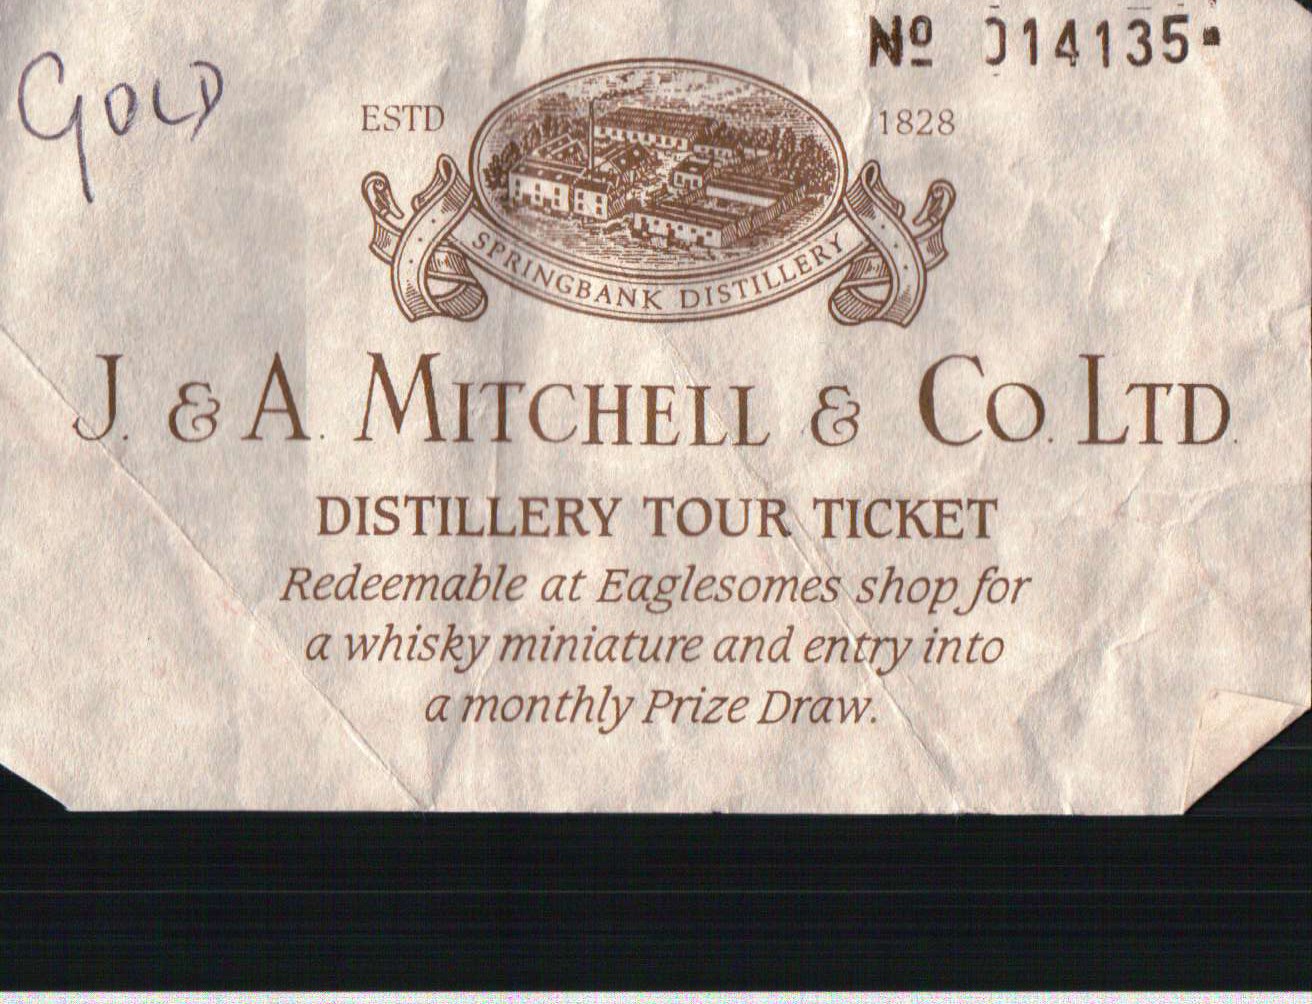 Nº 014135
GOLD
ESTD 1828
SPRINGBANK DISTILLERY
J. & A. MITCHELL & CO. LTD.
DISTILLERY TOUR TICKET
Redeemable at Eaglesomes shop for
a whisky miniature and entry into
a monthly Prize Draw.